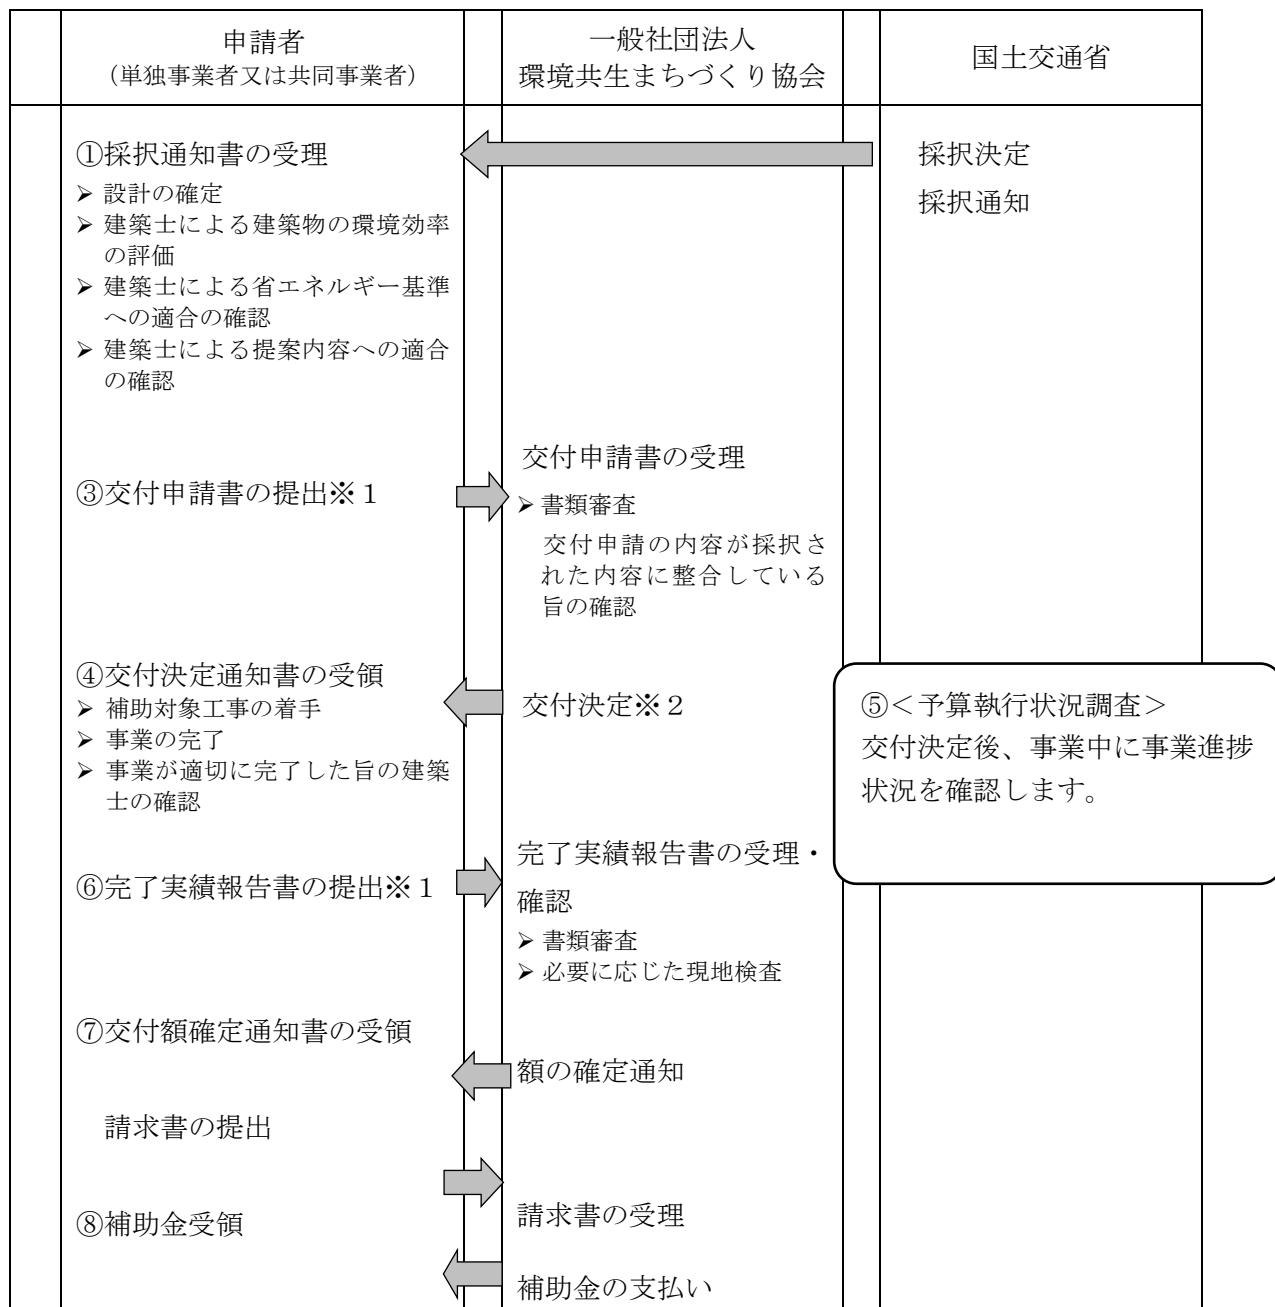 申請者
（単独事業者又は共同事業者）
一般社団法人
環境共生まちづくり協会
国土交通省
①採択通知書の受理
➢ 設計の確定
➢ 建築士による建築物の環境効率
の評価
➢ 建築士による省エネルギー基準
への適合の確認
➢ 建築士による提案内容への適合
の確認
採択決定
採択通知
③交付申請書の提出※１
交付申請書の受理
➢ 書類審査
交付申請の内容が採択さ
れた内容に整合している
旨の確認
④交付決定通知書の受領
➢ 補助対象工事の着手
➢ 事業の完了
➢ 事業が適切に完了した旨の建築
士の確認
交付決定※２
⑤＜予算執行状況調査＞
交付決定後、事業中に事業進捗
状況を確認します。
⑥完了実績報告書の提出※１
完了実績報告書の受理・
確認
➢ 書類審査
➢ 必要に応じた現地検査
⑦交付額確定通知書の受領
額の確定通知
請求書の提出
請求書の受理
⑧補助金受領
補助金の支払い